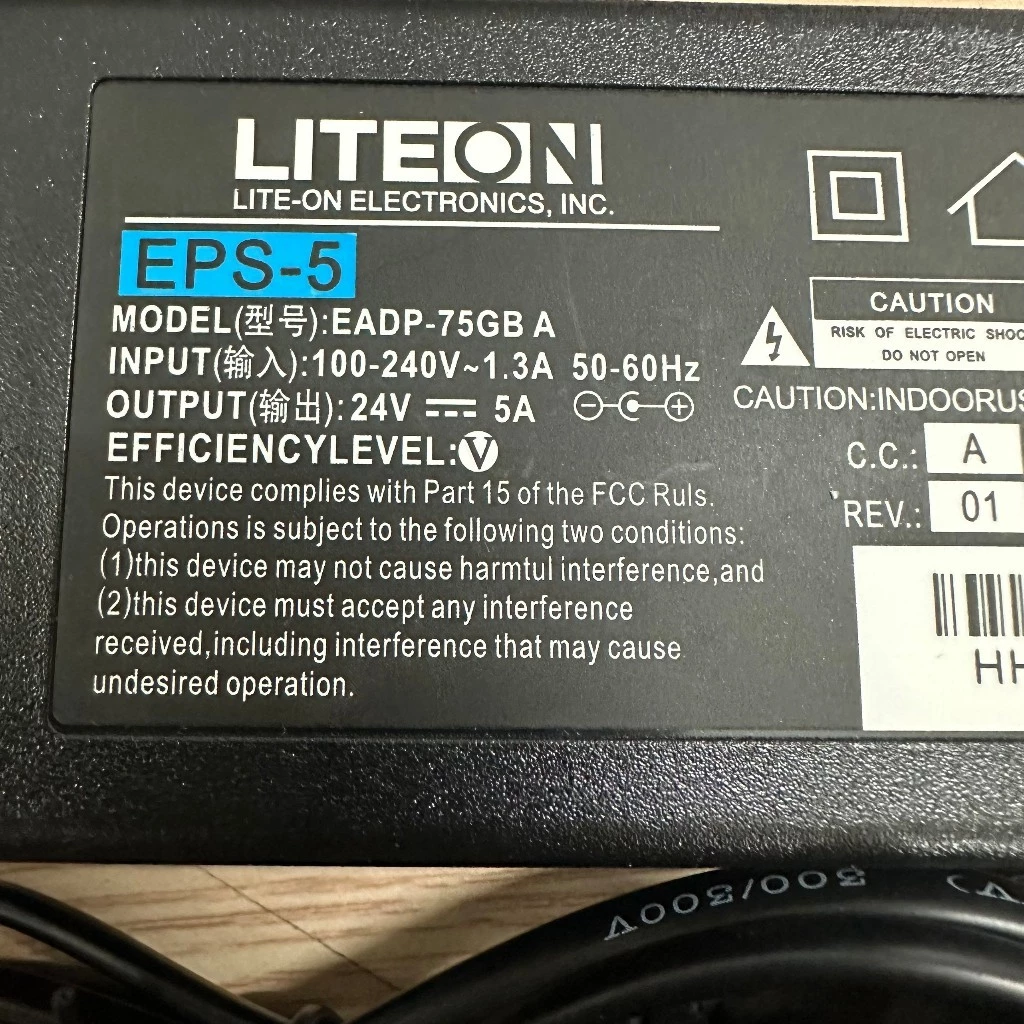 LITEON
LITE-ON ELECTRONICS, INC.
EPS-5
MODEL(型号):EADP-75GB A
INPUT(输入):100-240V~1.3A 50-60Hz
OUTPUT(输出):24V ⎓ 5A
EFFICIENCYLEVEL:V
This device complies with Part 15 of the FCC Ruls.
Operations is subject to the following two conditions:
(1)this device may not cause harmtul interference,and
(2)this device must accept any interference
received,including interference that may cause
undesired operation.
CAUTION
RISK OF ELECTRIC SHOC
DO NOT OPEN
CAUTION:INDOORUS
C.C.: A
REV.: 01
HH
300/500V